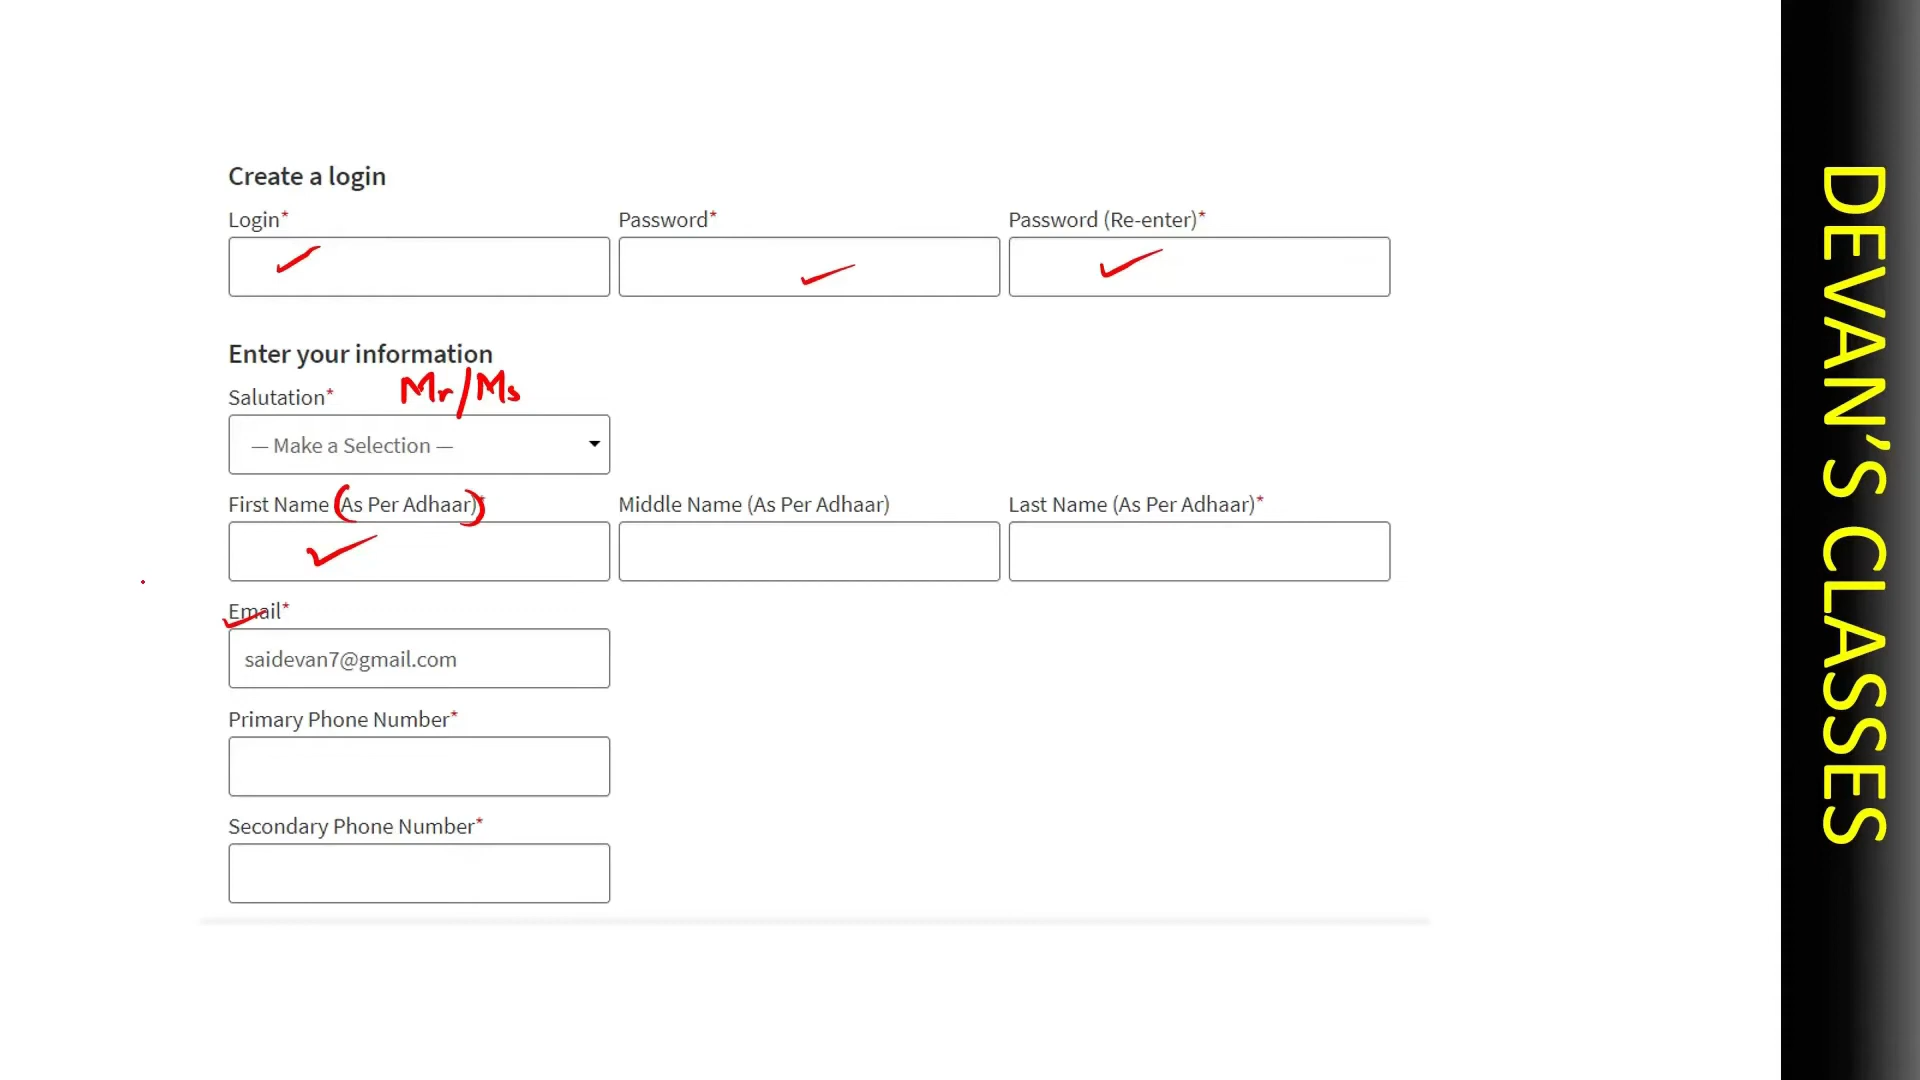 Create a login
Login* Password* Password (Re-enter)*
Enter your information
Salutation* Mr/Ms
— Make a Selection —
First Name (As Per Adhaar)* Middle Name (As Per Adhaar) Last Name (As Per Adhaar)*
Email*
saidevan7@gmail.com
Primary Phone Number*
Secondary Phone Number*
DEVAN'S CLASSES